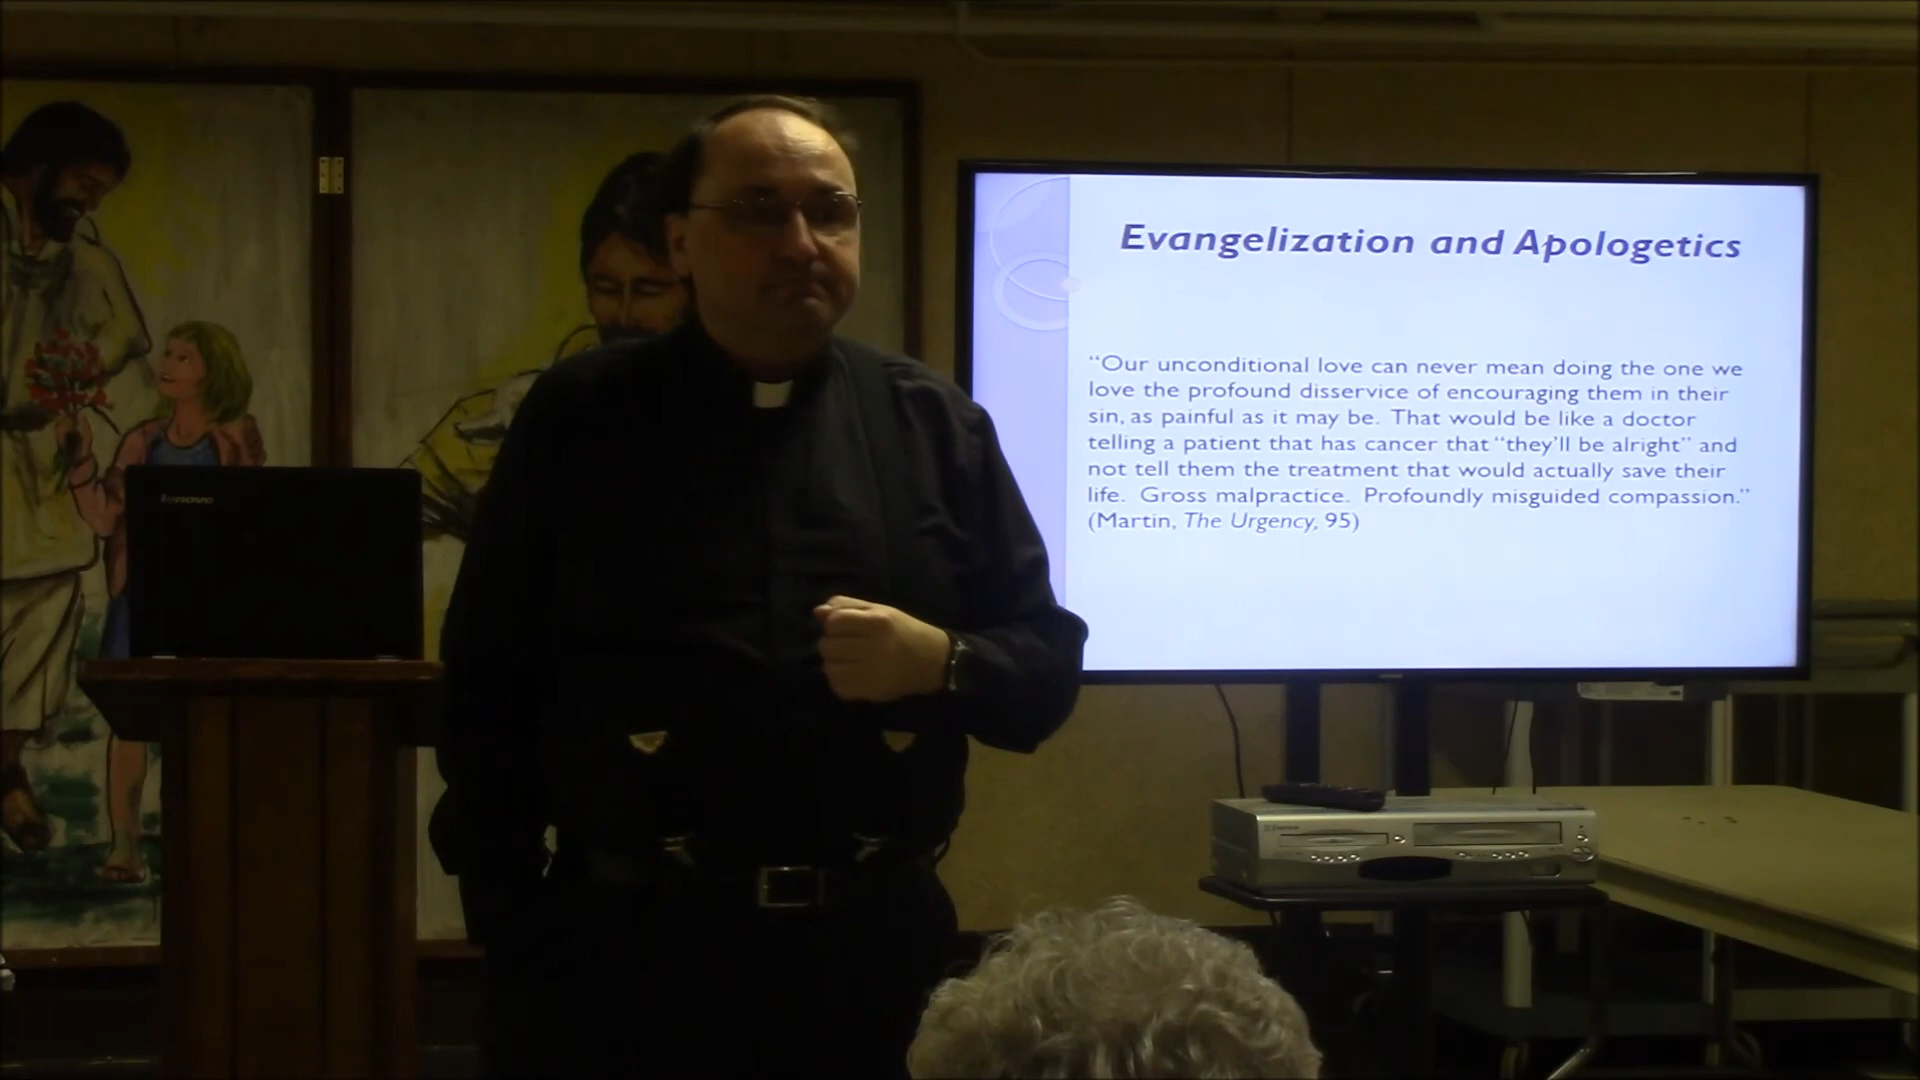 Evangelization and Apologetics
“Our unconditional love can never mean doing the one we
love the profound disservice of encouraging them in their
sin, as painful as it may be. That would be like a doctor
telling a patient that has cancer that “they’ll be alright” and
not tell them the treatment that would actually save their
life. Gross malpractice. Profoundly misguided compassion.”
(Martin, The Urgency, 95)
lenovo